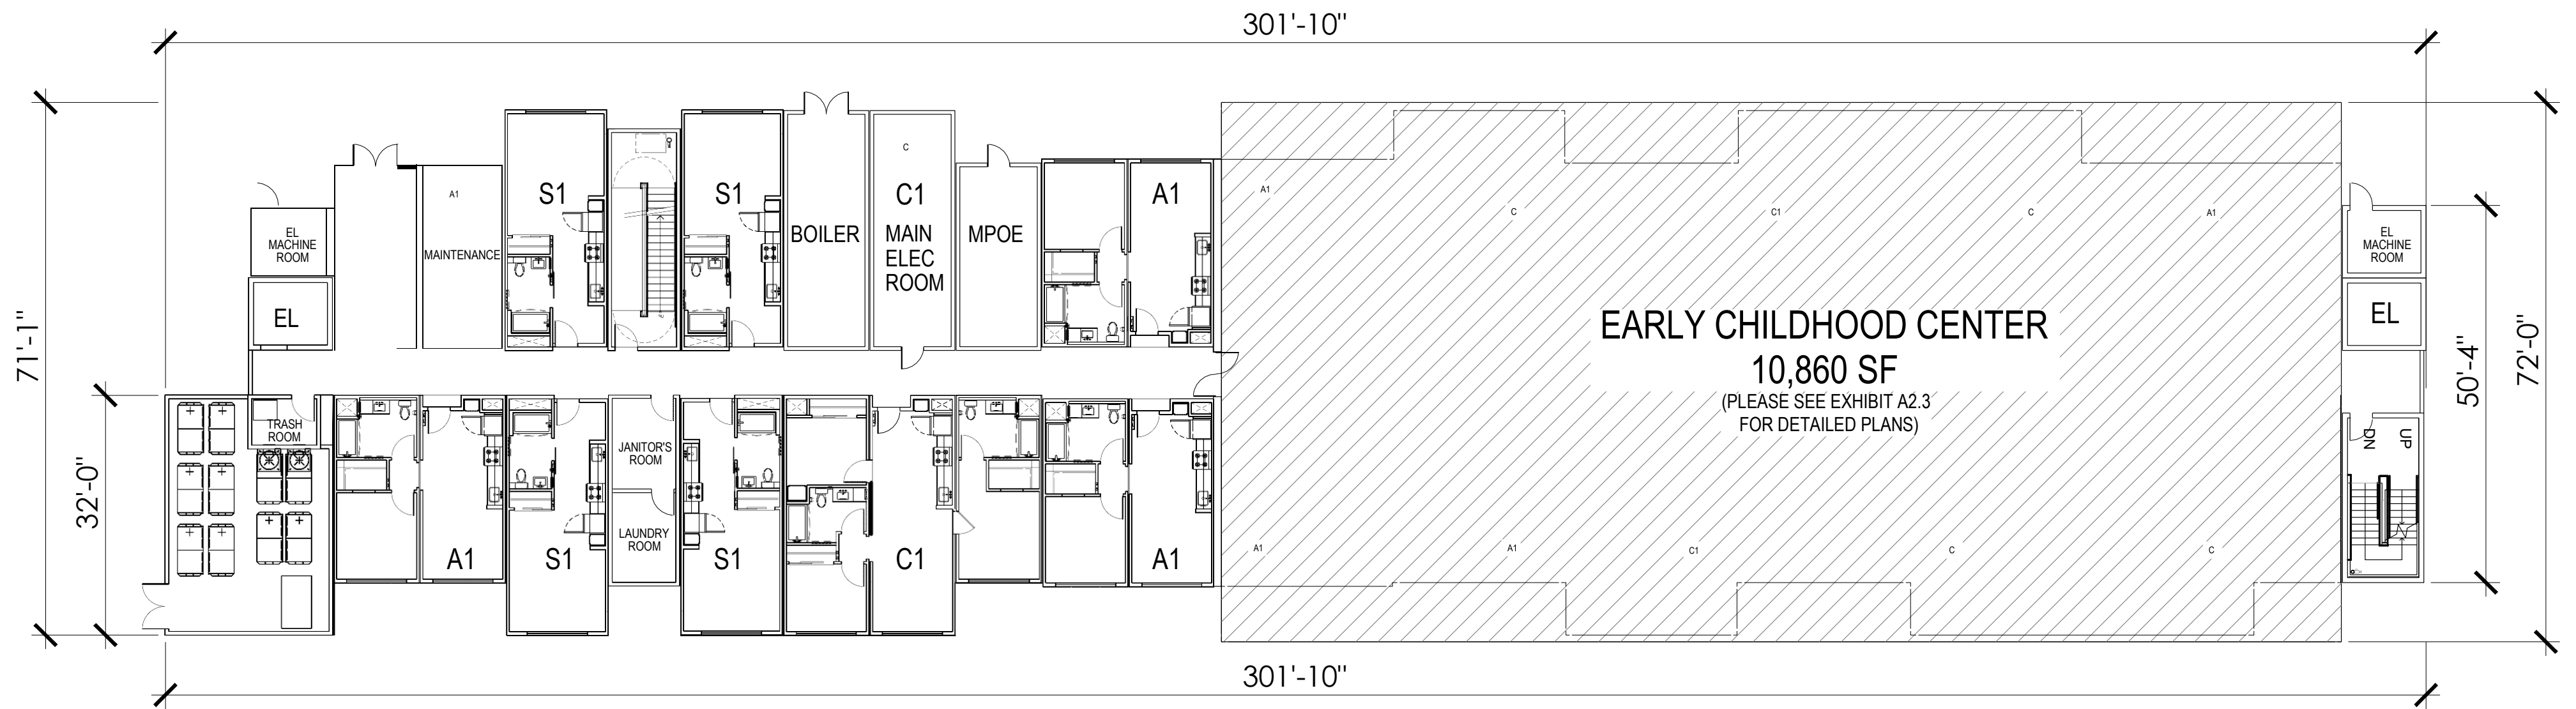 301'-10"
71'-1"
32'-0"
EL
MACHINE
ROOM
EL
A1
MAINTENANCE
S1
S1
BOILER
C
C1
MAIN
ELEC
ROOM
MPOE
A1
A1
C
C1
C
A1
EARLY CHILDHOOD CENTER
10,860 SF
(PLEASE SEE EXHIBIT A2.3
FOR DETAILED PLANS)
A1
A1
C1
C
C
EL
MACHINE
ROOM
EL
DN
UP
50'-4"
72'-0"
TRASH
ROOM
A1
S1
JANITOR'S
ROOM
LAUNDRY
ROOM
S1
C1
A1
301'-10"